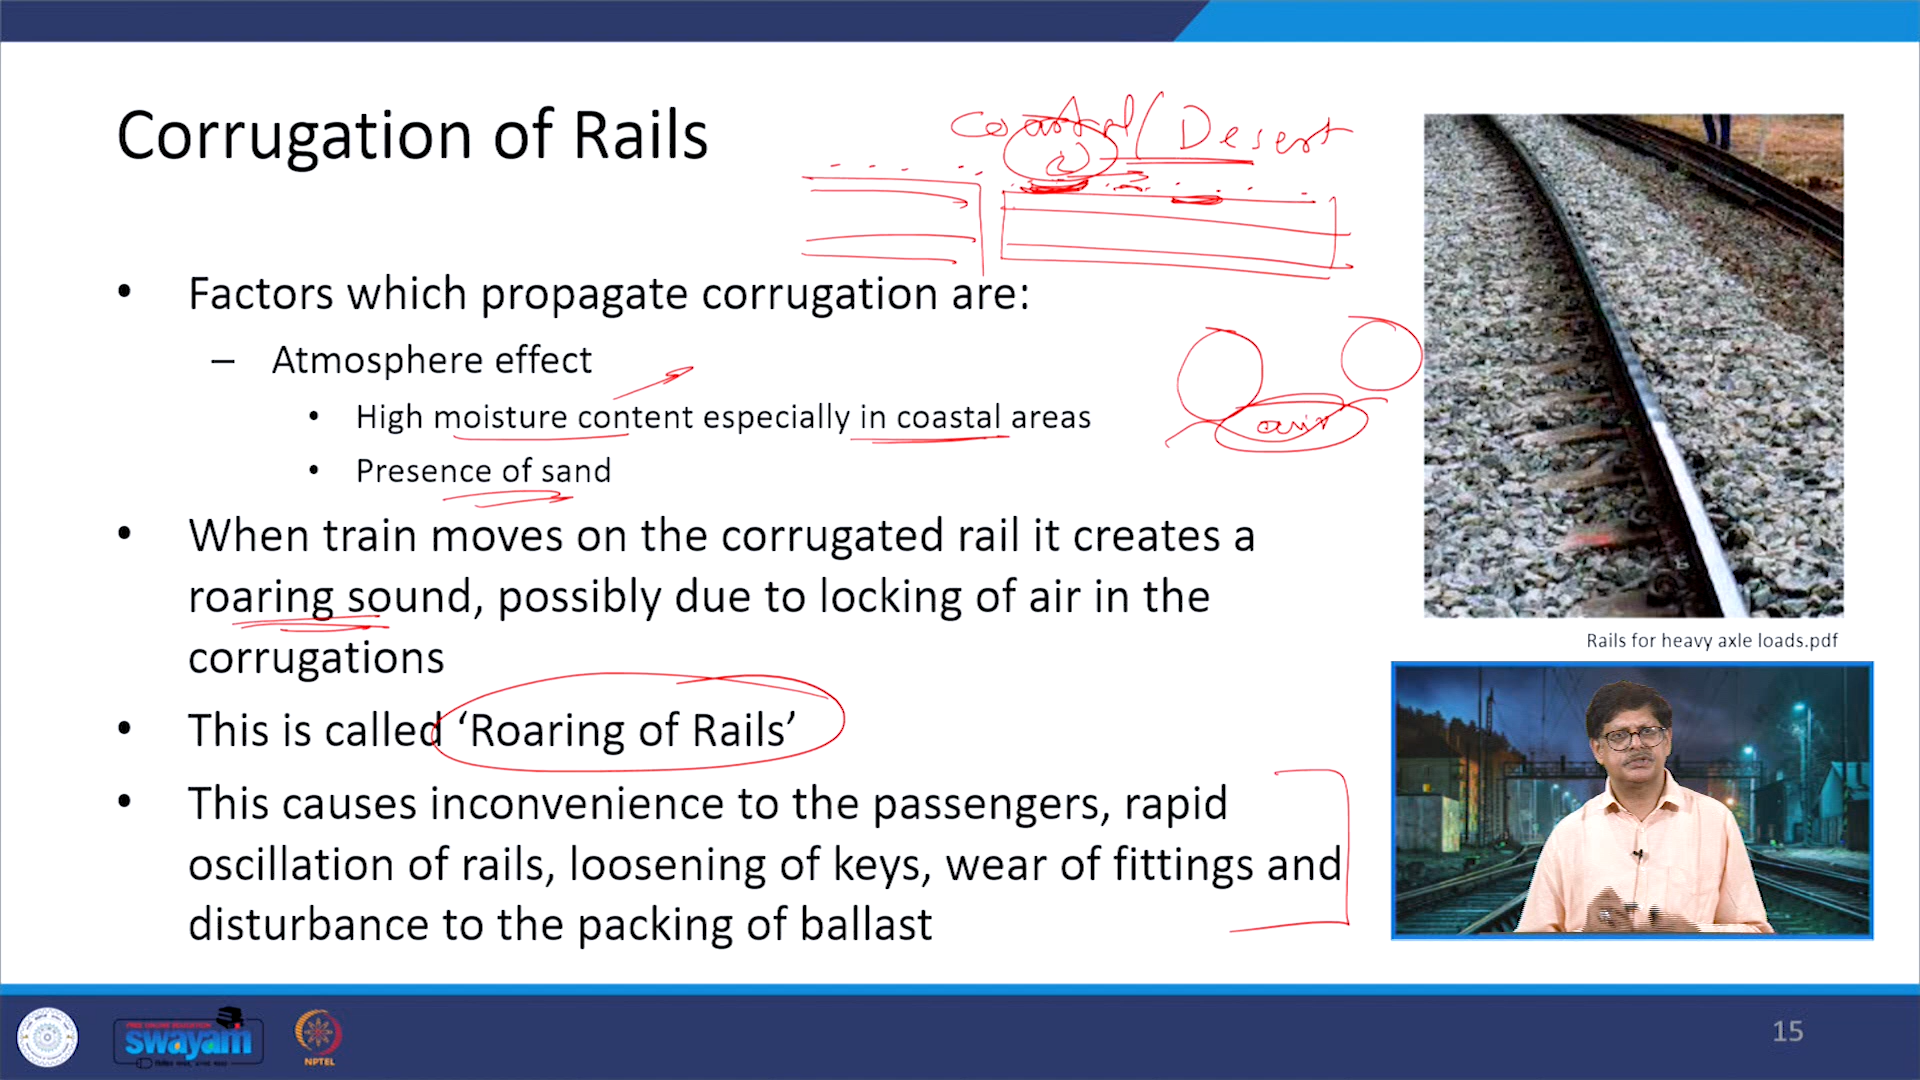 Corrugation of Rails
Coastal / Desert
• Factors which propagate corrugation are:
– Atmosphere effect
• High moisture content especially in coastal areas
• Presence of sand
air
• When train moves on the corrugated rail it creates a
roaring sound, possibly due to locking of air in the
corrugations
• This is called ‘Roaring of Rails’
• This causes inconvenience to the passengers, rapid
oscillation of rails, loosening of keys, wear of fittings and
disturbance to the packing of ballast
Rails for heavy axle loads.pdf
FREE ONLINE EDUCATION
swayam
NPTEL
15